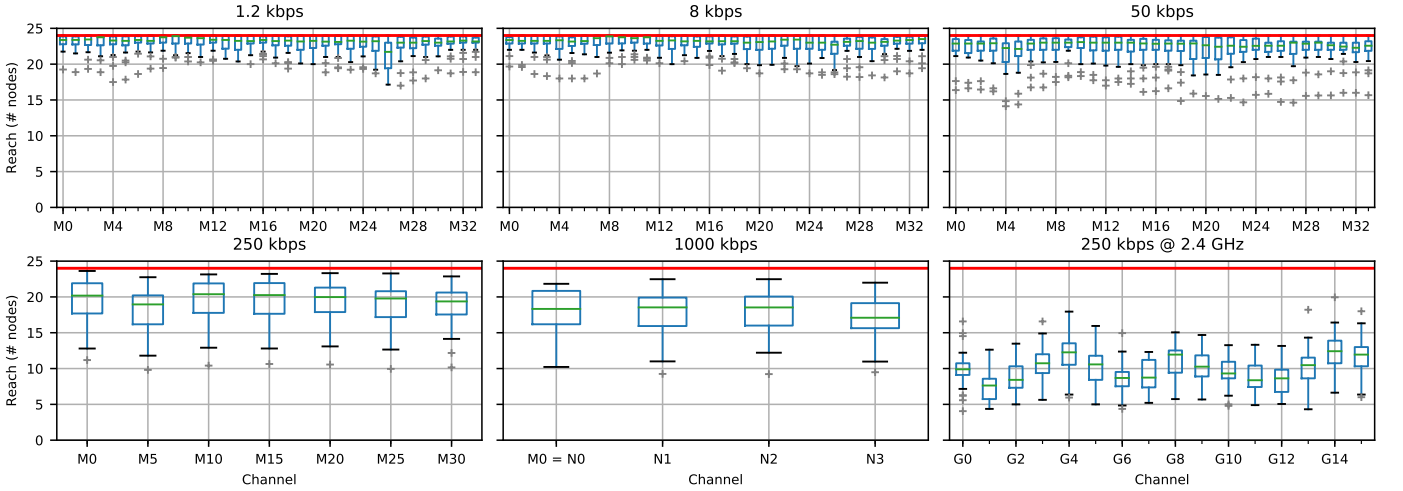 1.2 kbps
8 kbps
50 kbps
Reach (# nodes)
25
20
15
10
5
0
M0 M4 M8 M12 M16 M20 M24 M28 M32
M0 M4 M8 M12 M16 M20 M24 M28 M32
M0 M4 M8 M12 M16 M20 M24 M28 M32
250 kbps
1000 kbps
250 kbps @ 2.4 GHz
Reach (# nodes)
25
20
15
10
5
0
M0 M5 M10 M15 M20 M25 M30
M0 = N0 N1 N2 N3
G0 G2 G4 G6 G8 G10 G12 G14
Channel
Channel
Channel